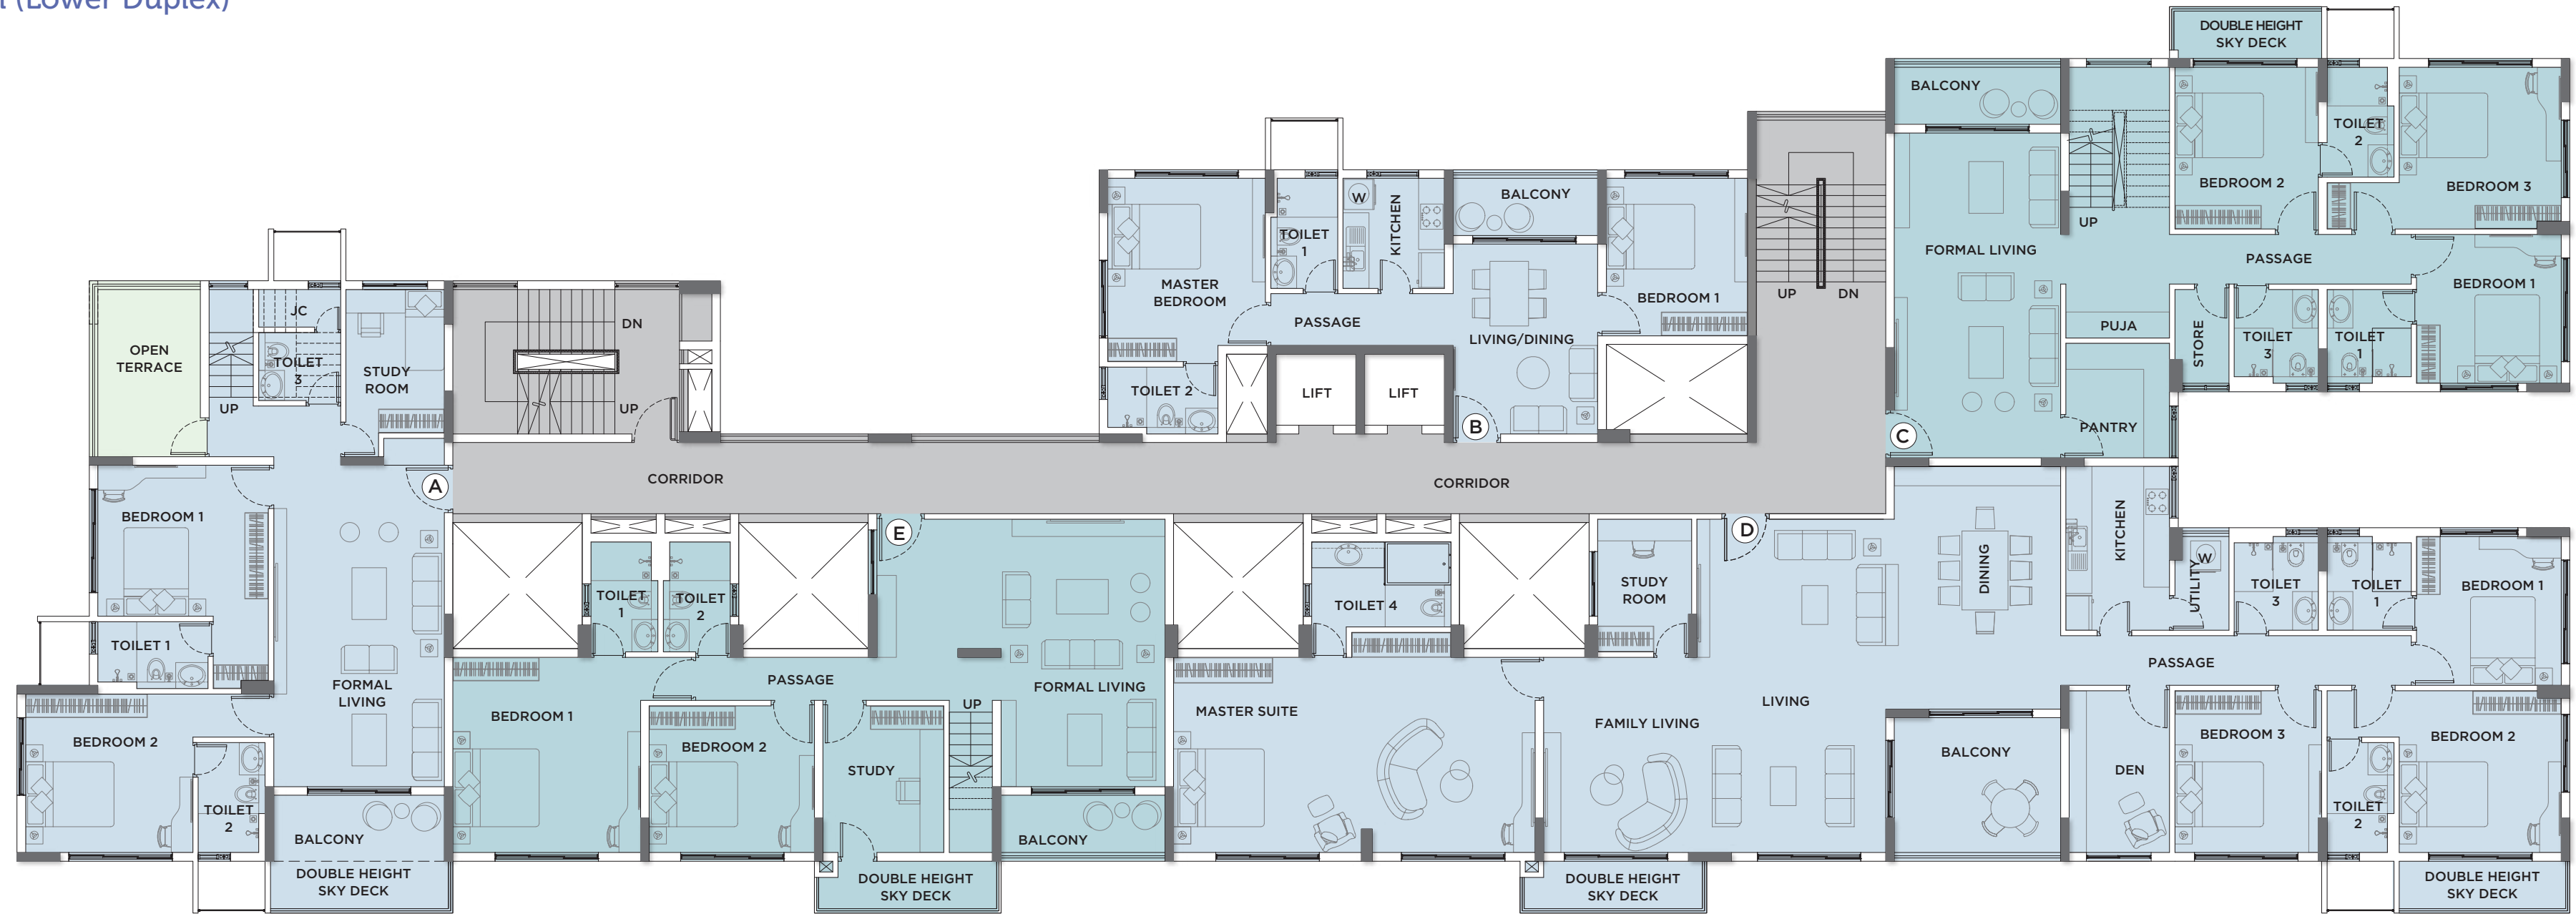 (Lower Duplex)
OPEN
TERRACE
UP
JC
TOILET
3
STUDY
ROOM
DN
UP
BEDROOM 1
A
TOILET 1
BEDROOM 2
TOILET
2
FORMAL
LIVING
BALCONY
DOUBLE HEIGHT
SKY DECK
CORRIDOR
CORRIDOR
MASTER
BEDROOM
TOILET
1
W
KITCHEN
BALCONY
BEDROOM 1
PASSAGE
LIVING/DINING
TOILET 2
LIFT
LIFT
B
UP
DN
DOUBLE HEIGHT
SKY DECK
BALCONY
TOILET
2
BEDROOM 2
BEDROOM 3
UP
FORMAL LIVING
PASSAGE
BEDROOM 1
PUJA
STORE
TOILET
3
TOILET
1
PANTRY
C
E
TOILET
1
TOILET
2
PASSAGE
BEDROOM 1
BEDROOM 2
STUDY
UP
FORMAL LIVING
BALCONY
DOUBLE HEIGHT
SKY DECK
D
TOILET 4
STUDY
ROOM
MASTER SUITE
FAMILY LIVING
LIVING
DINING
KITCHEN
W
UTILITY
TOILET
3
TOILET
1
BEDROOM 1
PASSAGE
BALCONY
DEN
BEDROOM 3
BEDROOM 2
TOILET
2
DOUBLE HEIGHT
SKY DECK
DOUBLE HEIGHT
SKY DECK